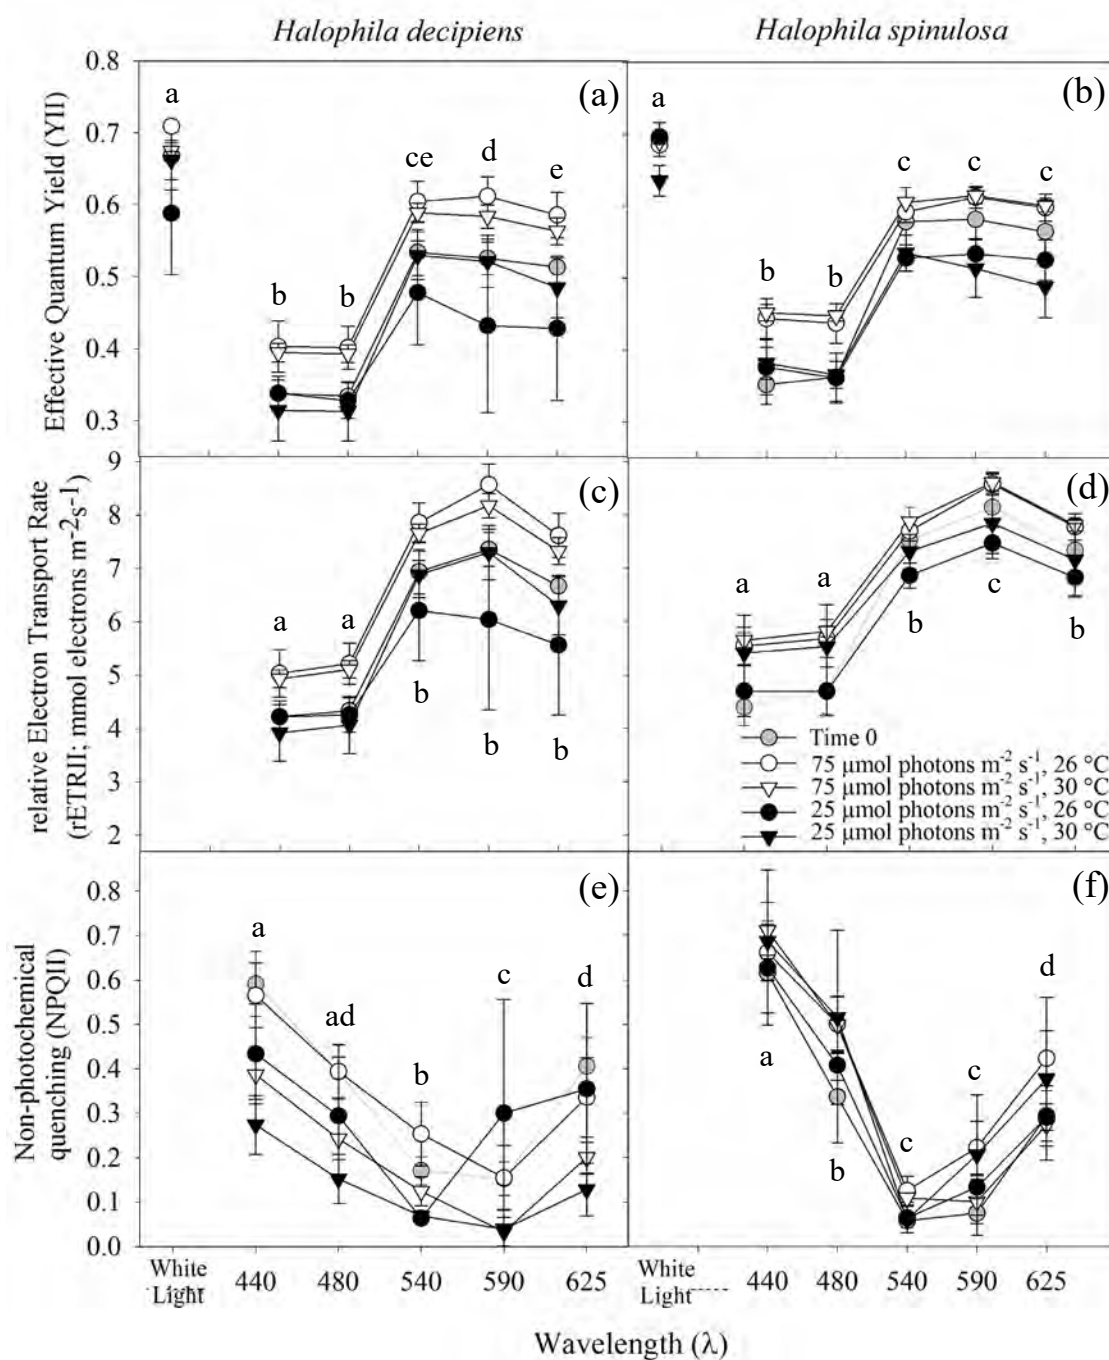 Halophila decipiens
Halophila spinulosa
Effective Quantum Yield (YII)
0.8
0.7
0.6
0.5
0.4
0.3
(a)
a
b
b
ce
d
e
(b)
a
b
b
c
c
c
relative Electron Transport Rate
(rETRII; mmol electrons m-2s-1)
9
8
7
6
5
4
3
2
(c)
a
a
b
b
b
(d)
a
a
b
c
b
Time 0
75 µmol photons m-2 s-1, 26 °C
75 µmol photons m-2 s-1, 30 °C
25 µmol photons m-2 s-1, 26 °C
25 µmol photons m-2 s-1, 30 °C
Non-photochemical
quenching (NPQII)
0.8
0.7
0.6
0.5
0.4
0.3
0.2
0.1
0.0
(e)
a
ad
b
c
d
(f)
a
b
c
c
d
White
Light
440
480
540
590
625
White
Light
440
480
540
590
625
Wavelength (λ)